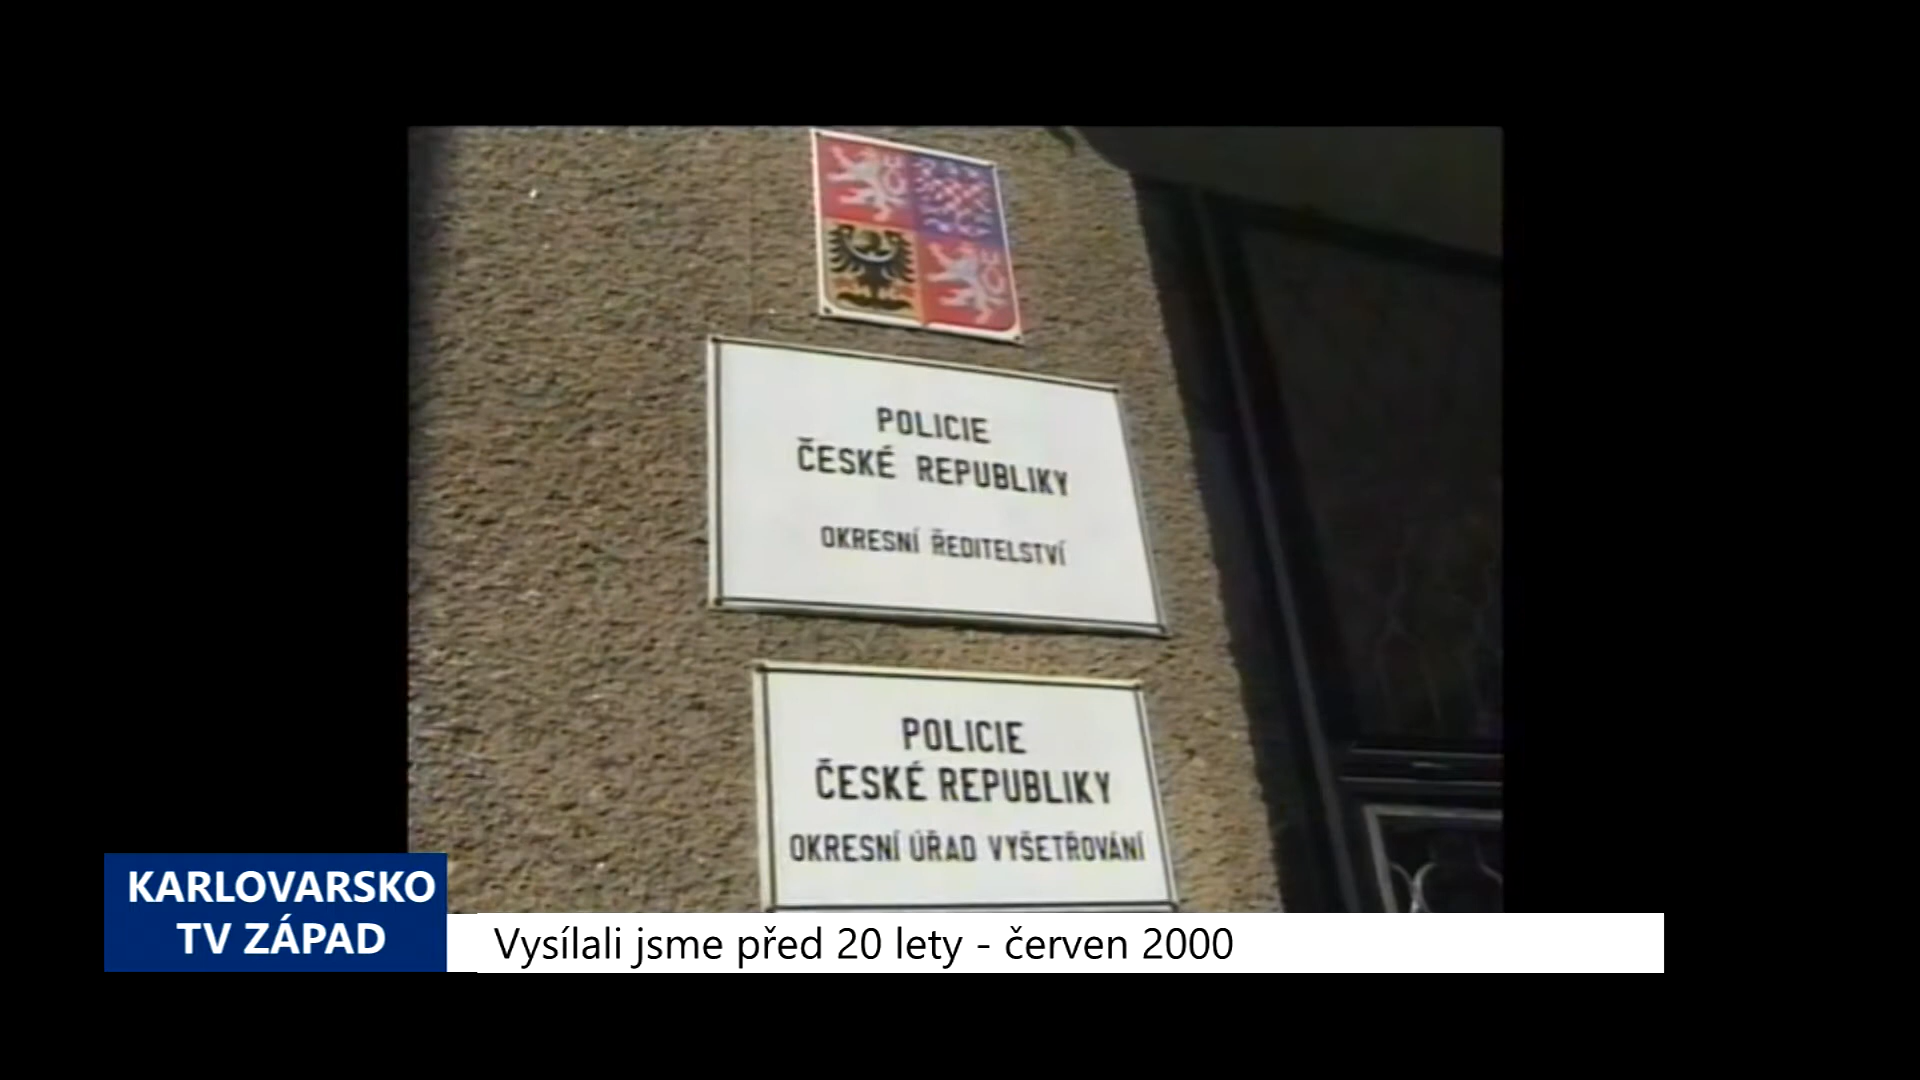 POLICIE
ČESKÉ REPUBLIKY
OKRESNÍ ŘEDITELSTVÍ
POLICIE
ČESKÉ REPUBLIKY
OKRESNÍ ÚŘAD VYŠETŘOVÁNÍ
KARLOVARSKO
TV ZÁPAD
Vysílali jsme před 20 lety - červen 2000